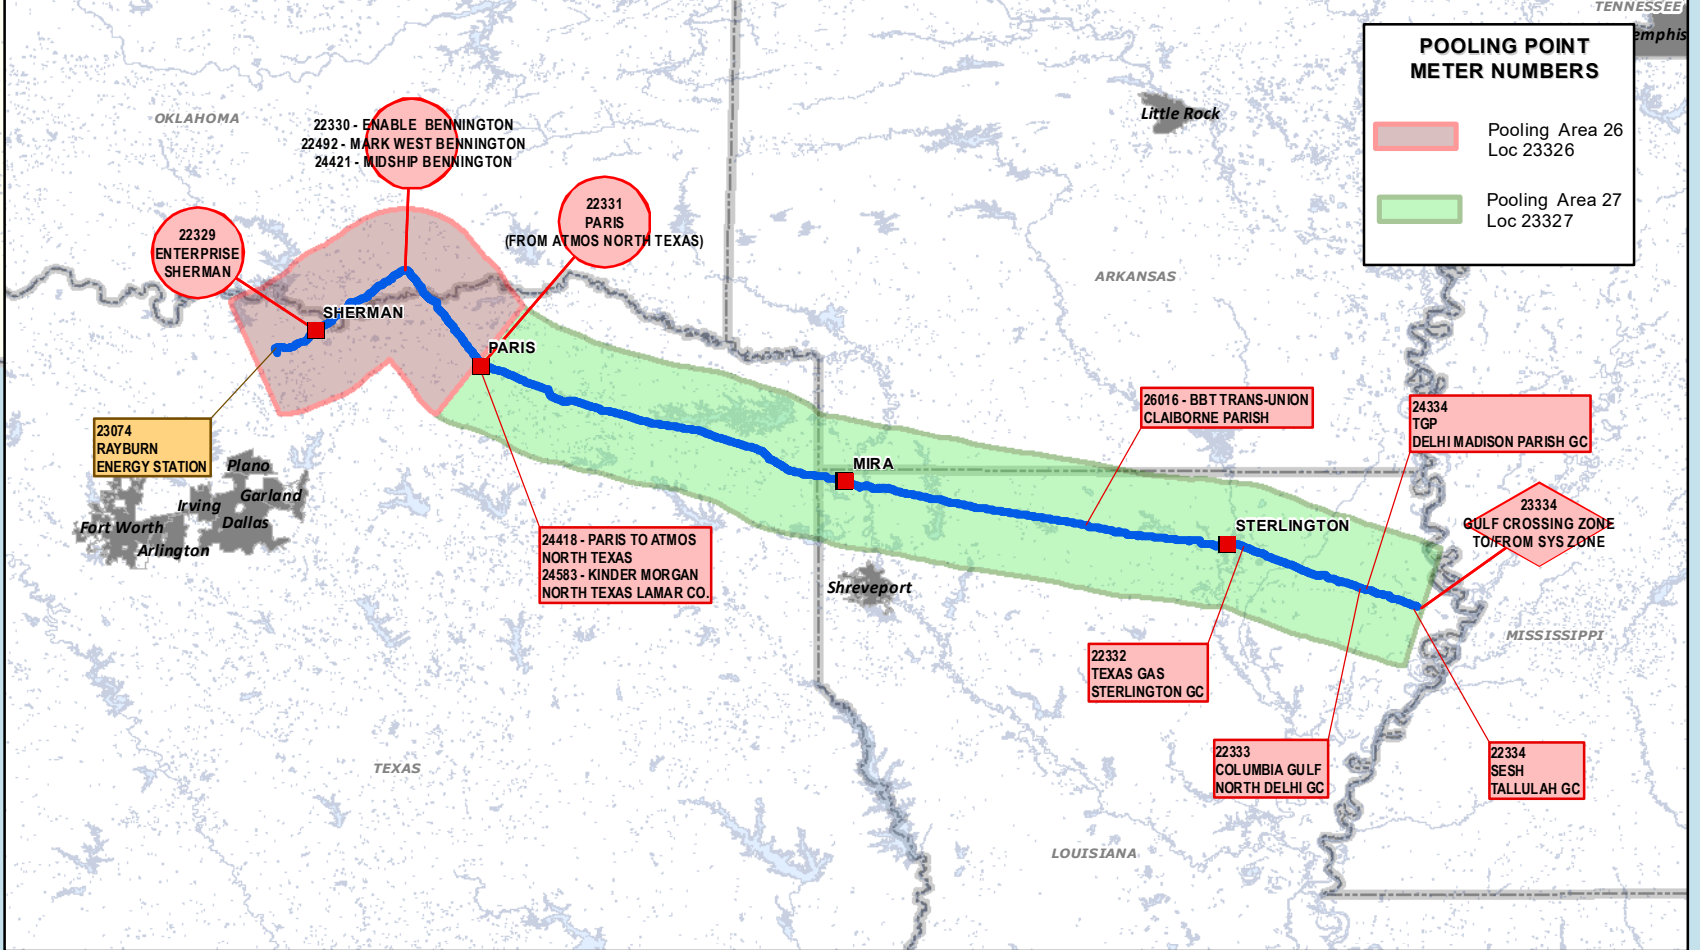 TENNESSEE
emphis
POOLING POINT
METER NUMBERS
Pooling Area 26
Loc 23326
Pooling Area 27
Loc 23327
Little Rock
OKLAHOMA
22330 - ENABLE BENNINGTON
22492 - MARK WEST BENNINGTON
24421 - MIDSHIP BENNINGTON
22331
PARIS
(FROM ATMOS NORTH TEXAS)
22329
ENTERPRISE
SHERMAN
ARKANSAS
SHERMAN
PARIS
26016 - BBT TRANS-UNION
CLAIBORNE PARISH
24334
TGP
DELHI MADISON PARISH GC
23074
RAYBURN
ENERGY STATION
Plano
Garland
Irving
Dallas
Fort Worth
Arlington
MIRA
STERLINGTON
23334
GULF CROSSING ZONE
TO/FROM SYS ZONE
24418 - PARIS TO ATMOS
NORTH TEXAS
24583 - KINDER MORGAN
NORTH TEXAS LAMAR CO.
Shreveport
MISSISSIPPI
22332
TEXAS GAS
STERLINGTON GC
22333
COLUMBIA GULF
NORTH DELHI GC
22334
SESH
TALLULAH GC
TEXAS
LOUISIANA